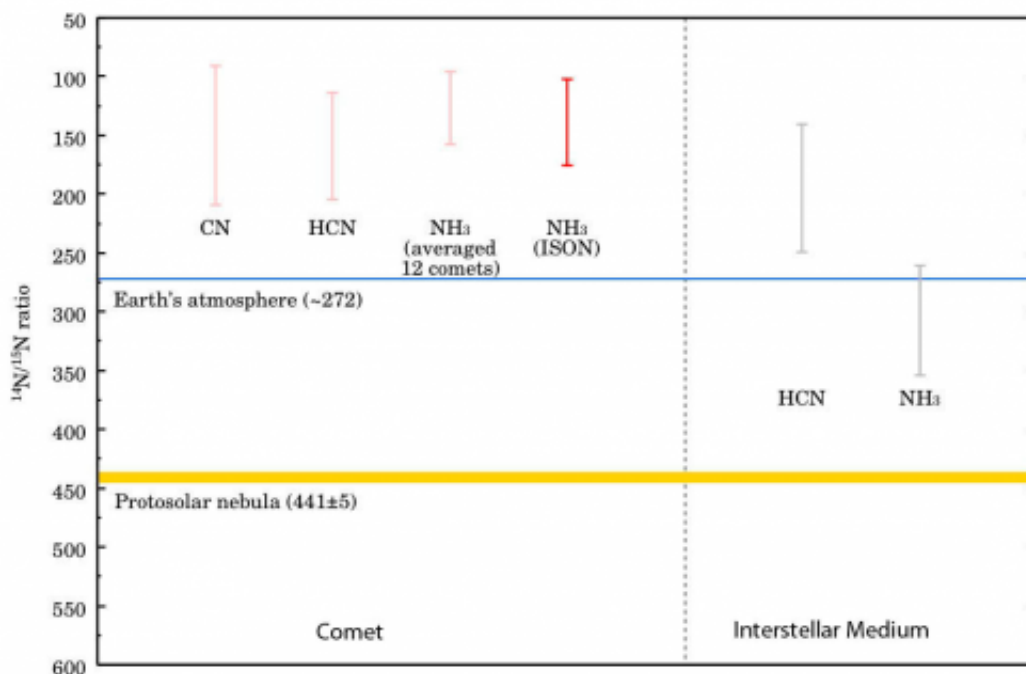 50
100
150
200
250
300
350
400
450
500
550
600
¹⁴N/¹⁵N ratio
CN
HCN
NH₃
(averaged
12 comets)
NH₃
(ISON)
Earth's atmosphere (~272)
HCN
NH₃
Protosolar nebula (441±5)
Comet
Interstellar Medium